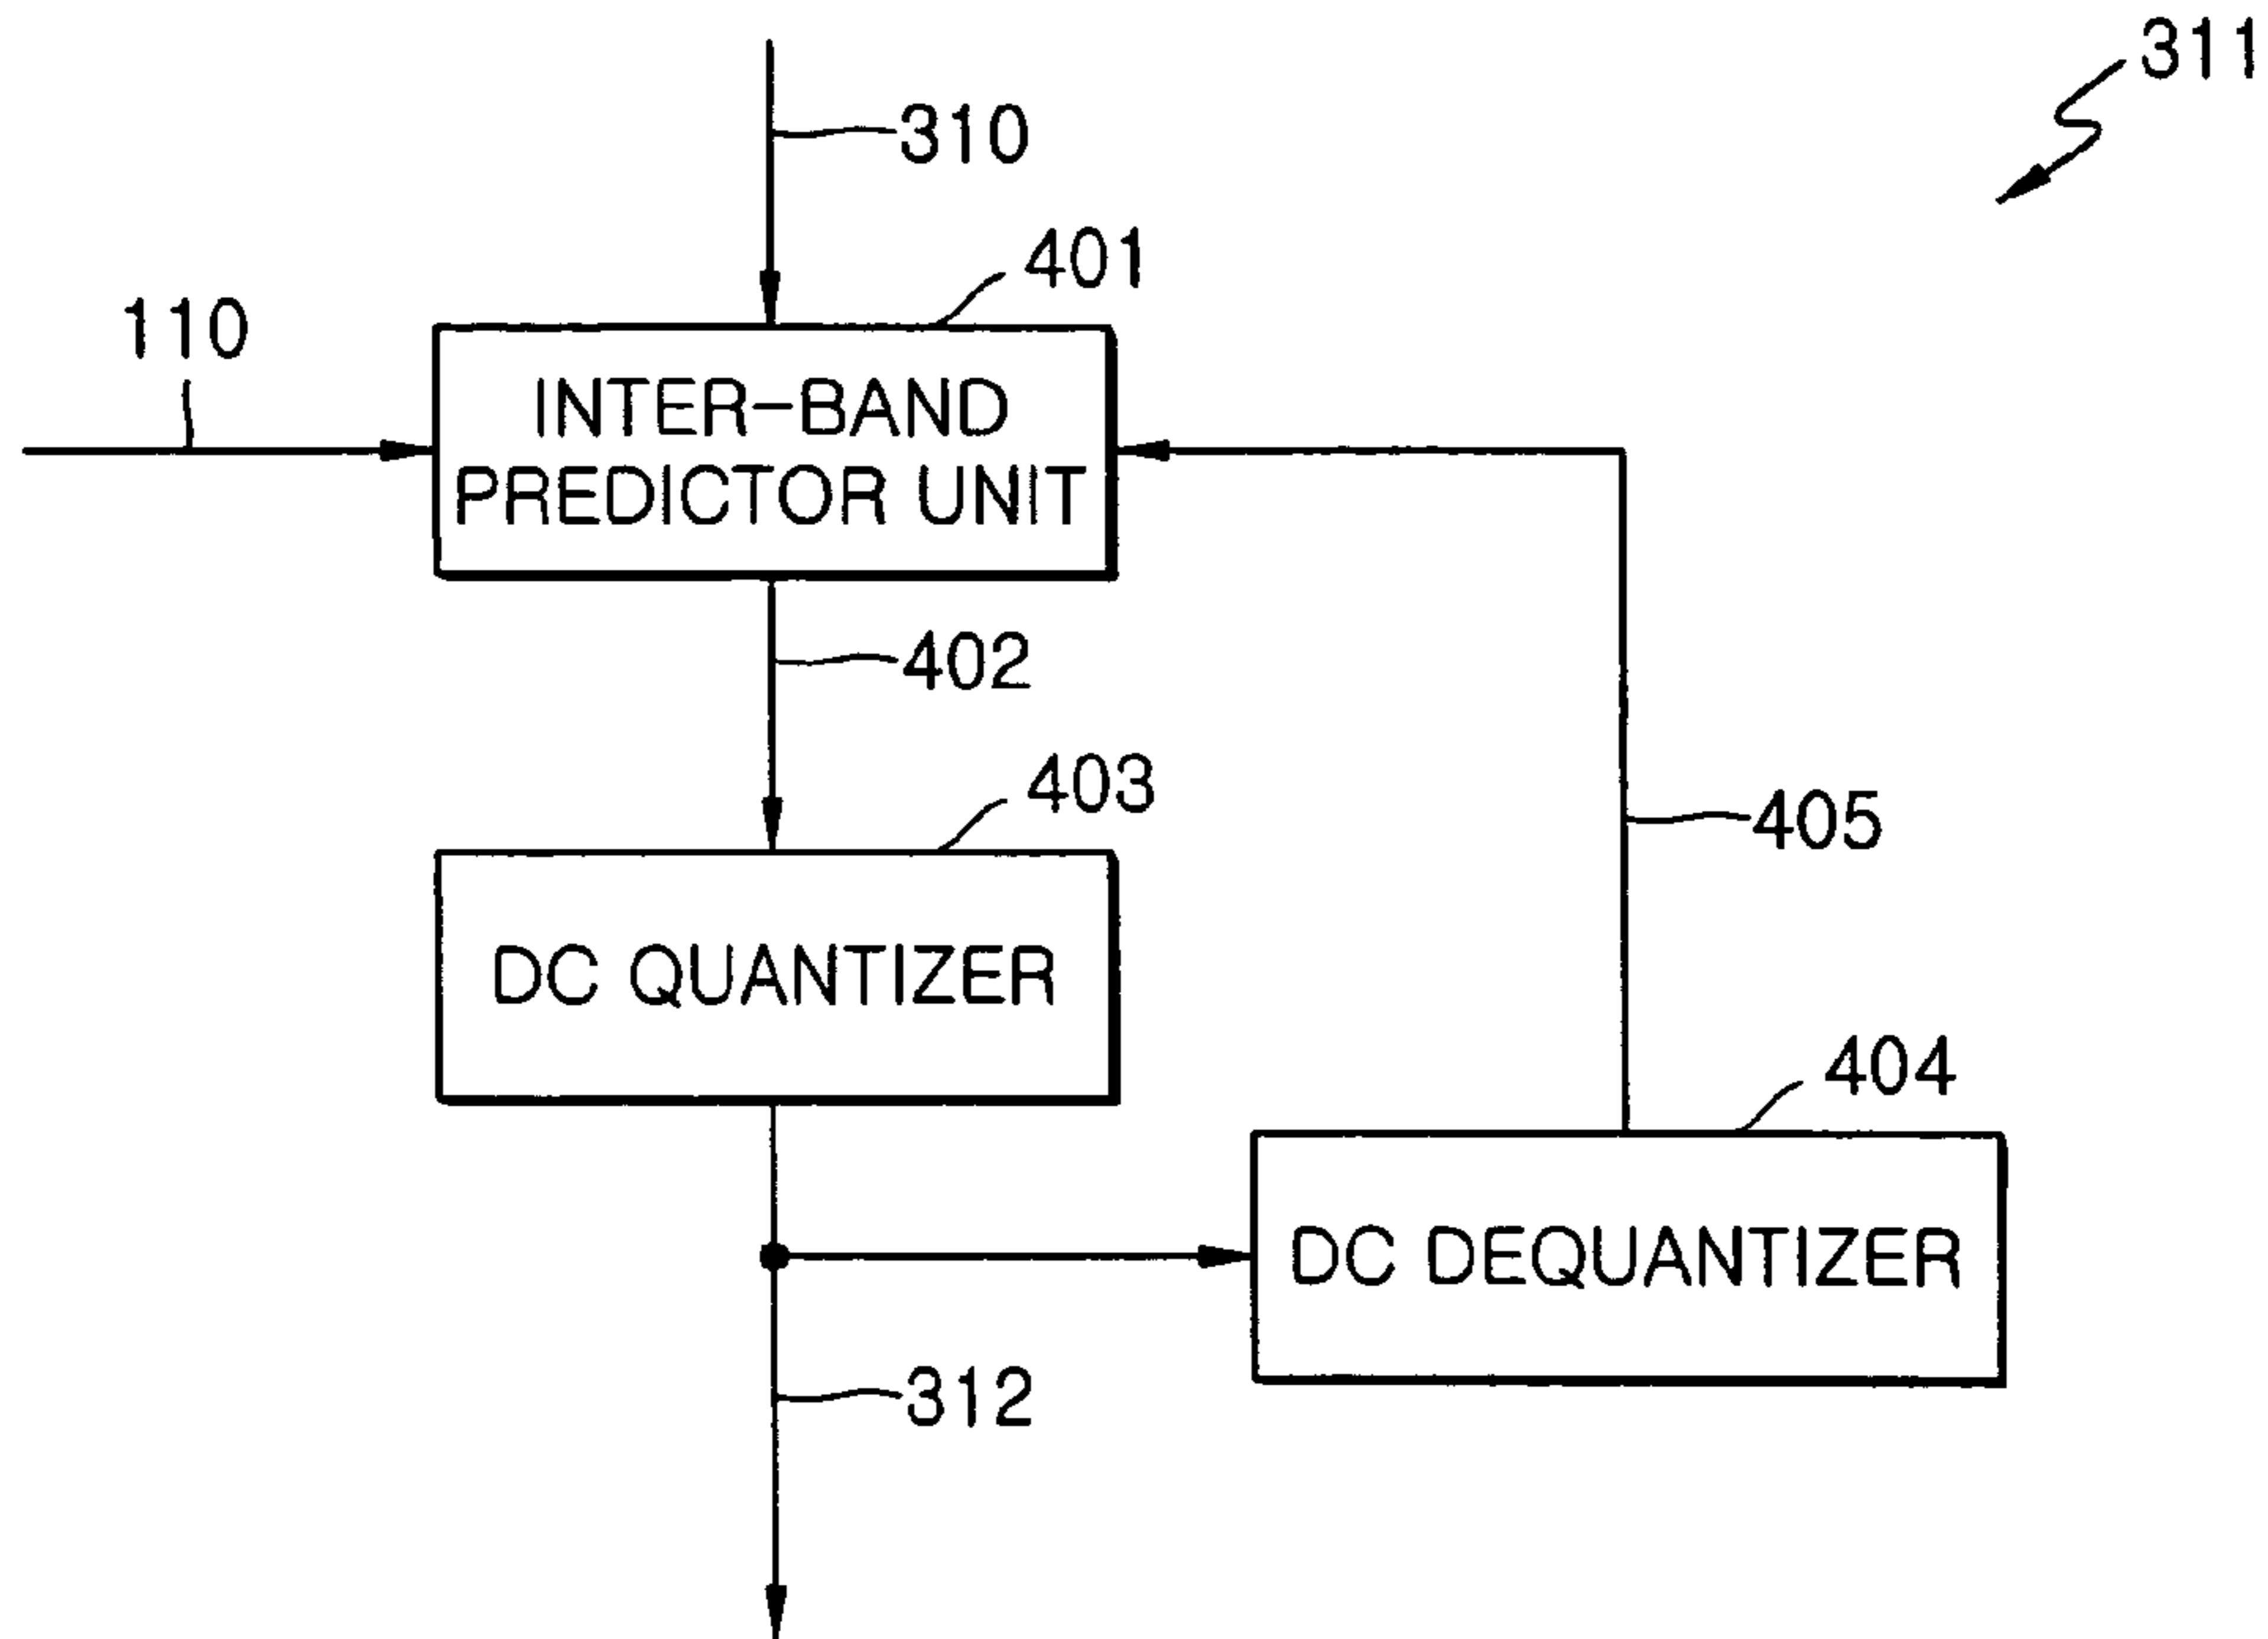 311
310
401
110
INTER-BAND
PREDICTOR UNIT
402
403
405
DC QUANTIZER
404
DC DEQUANTIZER
312